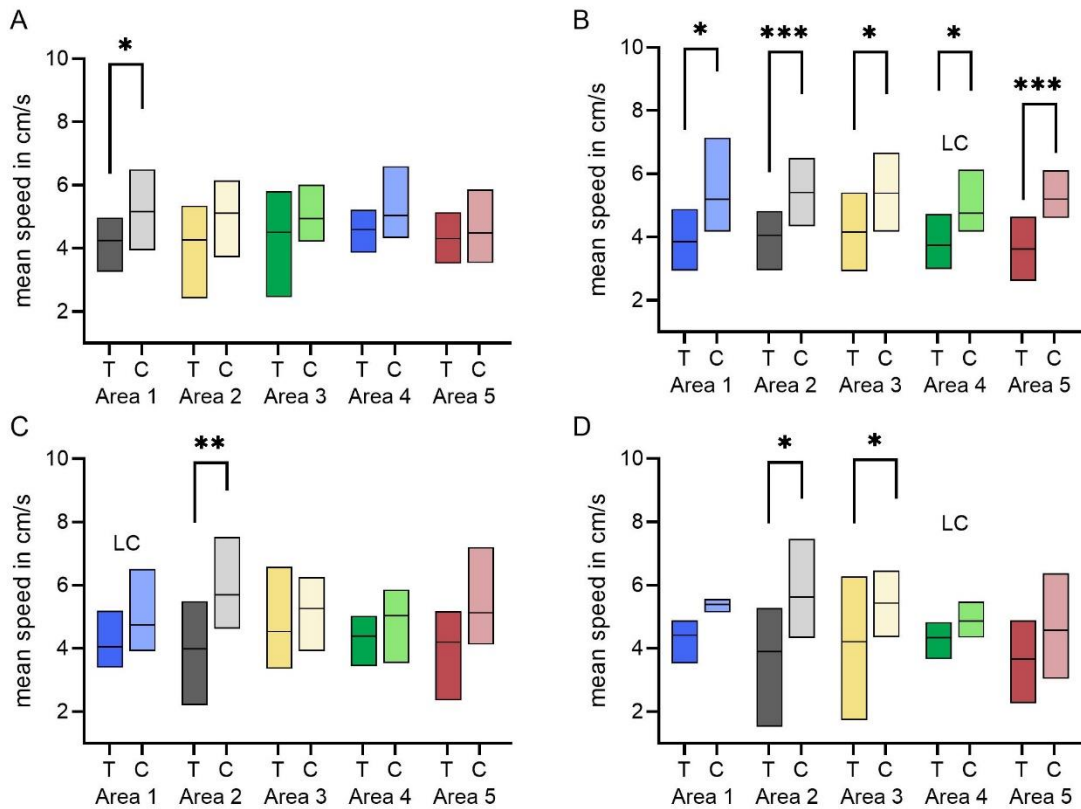 A
*
mean speed in cm/s
10
8
6
4
2
T C T C T C T C T C
Area 1 Area 2 Area 3 Area 4 Area 5
B
* *** * * ***
LC
mean speed in cm/s
10
8
6
4
2
T C T C T C T C T C
Area 1 Area 2 Area 3 Area 4 Area 5
C
**
LC
mean speed in cm/s
10
8
6
4
2
T C T C T C T C T C
Area 1 Area 2 Area 3 Area 4 Area 5
D
* *
LC
mean speed in cm/s
10
8
6
4
2
T C T C T C T C T C
Area 1 Area 2 Area 3 Area 4 Area 5